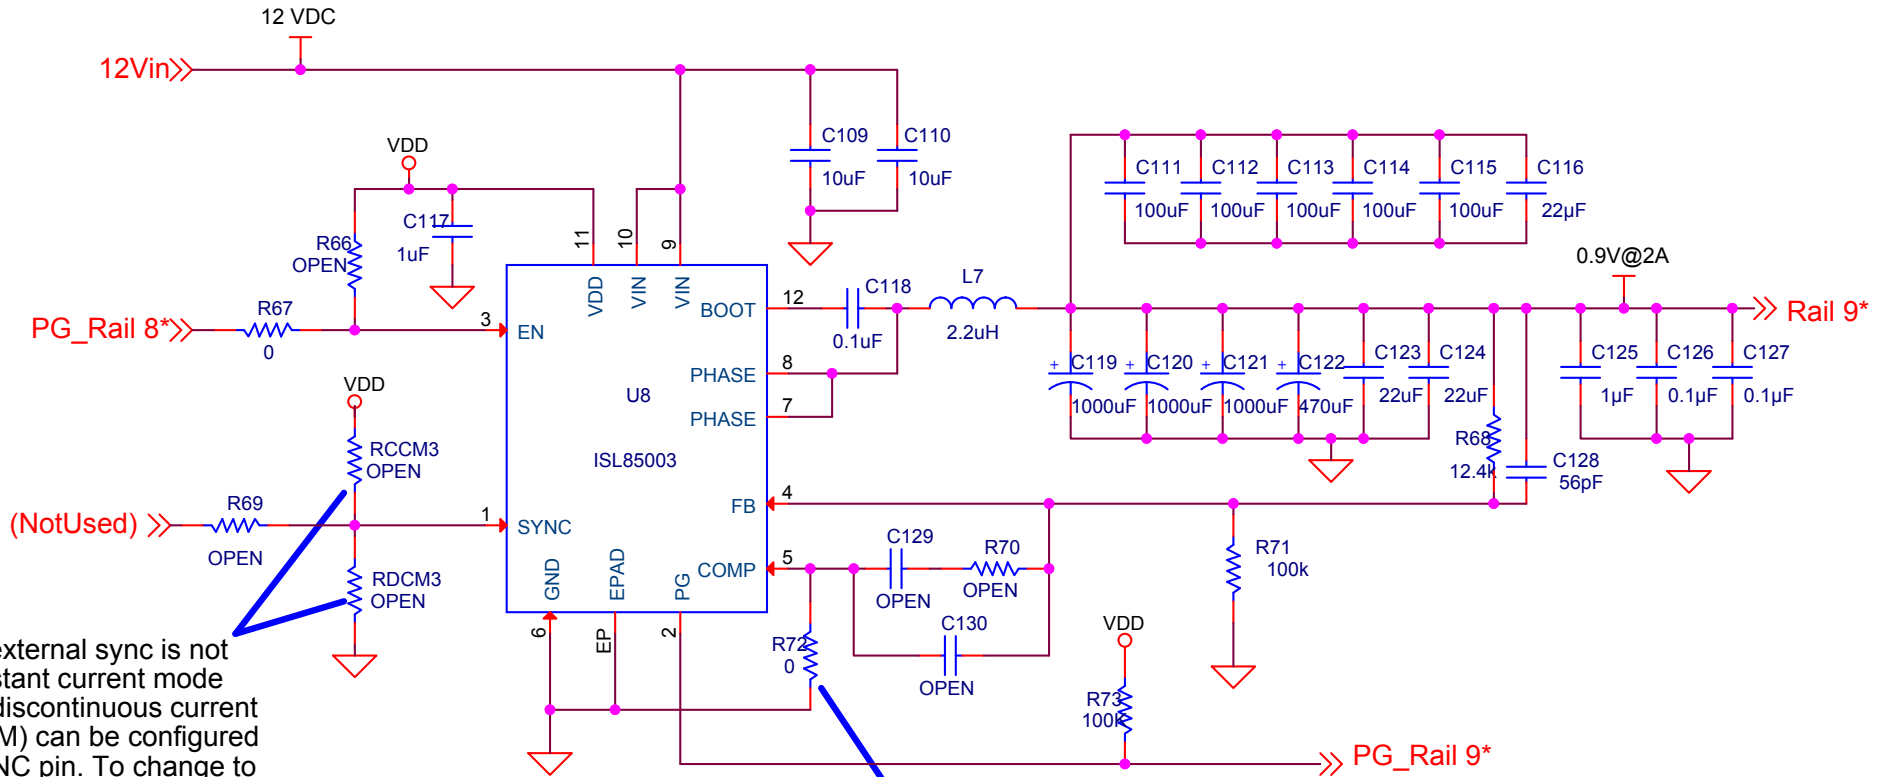 12 VDC
12Vin
VDD
C117
1uF
R66
OPEN
R67
0
PG_Rail 8*
C109
10uF
C110
10uF
11
10
9
VDD
VIN
VIN
3
EN
BOOT
12
C118
0.1uF
L7
2.2uH
PHASE
8
PHASE
7
U8
ISL85003
C111
100uF
C112
100uF
C113
100uF
C114
100uF
C115
100uF
C116
22µF
0.9V@2A
Rail 9*
+
C119
1000uF
+
C120
1000uF
+
C121
1000uF
+
C122
470uF
C123
22uF
C124
22uF
C125
1µF
C126
0.1µF
C127
0.1µF
R68
12.4k
C128
56pF
VDD
RCCM3
OPEN
(NotUsed)
R69
OPEN
1
SYNC
RDCM3
OPEN
FB
4
COMP
5
C129
OPEN
R70
OPEN
C130
OPEN
R71
100k
R72
0
GND
EPAD
PG
6
EP
2
VDD
R73
100k
PG_Rail 9*
external sync is not
stant current mode
discontinuous current
M) can be configured
NC pin. To change to